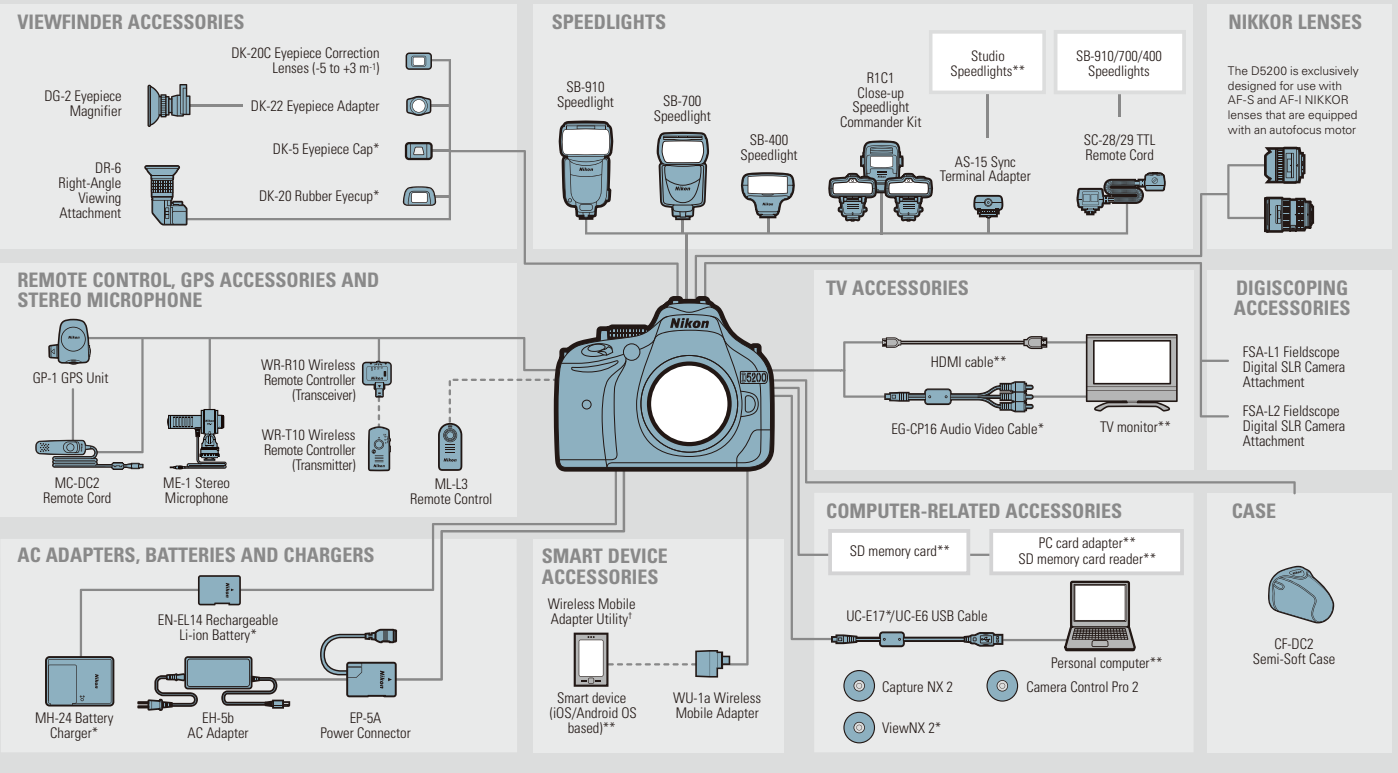 VIEWFINDER ACCESSORIES
DK-20C Eyepiece Correction
Lenses (-5 to +3 m⁻¹)
DG-2 Eyepiece
Magnifier
DK-22 Eyepiece Adapter
DK-5 Eyepiece Cap*
DR-6
Right-Angle
Viewing
Attachment
DK-20 Rubber Eyecup*
SPEEDLIGHTS
SB-910
Speedlight
Nikon
SB-700
Speedlight
Nikon
SB-400
Speedlight
Nikon
R1C1
Close-up
Speedlight
Commander Kit
Studio
Speedlights**
AS-15 Sync
Terminal Adapter
SB-910/700/400
Speedlights
SC-28/29 TTL
Remote Cord
NIKKOR LENSES
The D5200 is exclusively
designed for use with
AF-S and AF-I NIKKOR
lenses that are equipped
with an autofocus motor
REMOTE CONTROL, GPS ACCESSORIES AND
STEREO MICROPHONE
Nikon
GP-1 GPS Unit
WR-R10 Wireless
Remote Controller
(Transceiver)
Nikon
WR-T10 Wireless
Remote Controller
(Transmitter)
Nikon
MC-DC2
Remote Cord
ME-1 Stereo
Microphone
Nikon
ML-L3
Remote Control
Nikon
D5200
TV ACCESSORIES
HDMI cable**
EG-CP16 Audio Video Cable*
TV monitor**
DIGISCOPING
ACCESSORIES
FSA-L1 Fieldscope
Digital SLR Camera
Attachment
FSA-L2 Fieldscope
Digital SLR Camera
Attachment
AC ADAPTERS, BATTERIES AND CHARGERS
Nikon
EN-EL14 Rechargeable
Li-ion Battery*
Nikon
MH-24 Battery
Charger*
EH-5b
AC Adapter
Nikon
EP-5A
Power Connector
SMART DEVICE
ACCESSORIES
Wireless Mobile
Adapter Utility†
Smart device
(iOS/Android OS
based)**
WU-1a Wireless
Mobile Adapter
COMPUTER-RELATED ACCESSORIES
SD memory card**
PC card adapter**
SD memory card reader**
UC-E17*/UC-E6 USB Cable
Personal computer**
Capture NX 2
Camera Control Pro 2
ViewNX 2*
CASE
CF-DC2
Semi-Soft Case